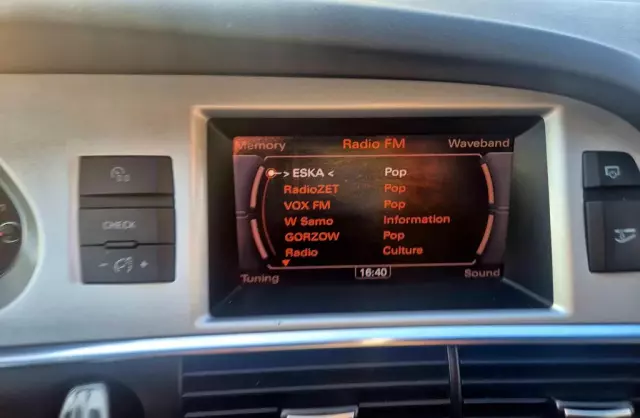 Memory Radio FM Waveband
> ESKA < Pop
RadioZET Pop
VOX FM Pop
W Samo Information
GORZOW Pop
Radio Culture
Tuning 16:40 Sound
CHECK
- +